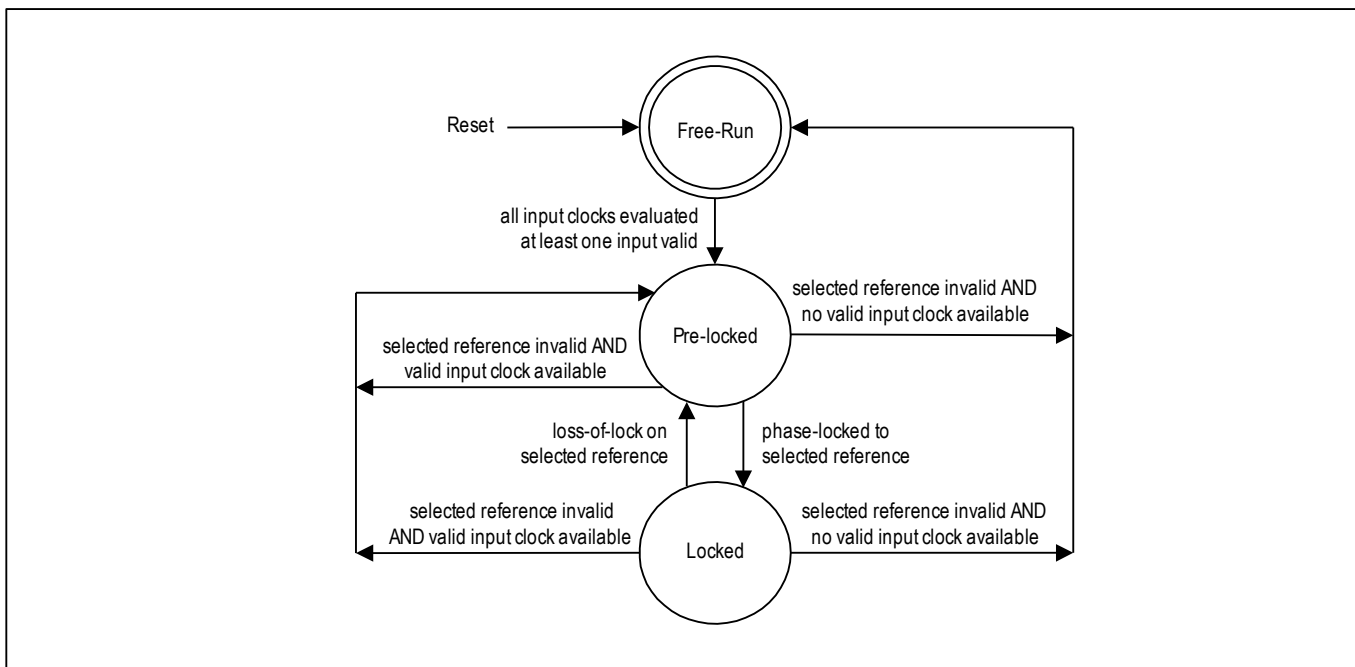 Reset
Free-Run
all input clocks evaluated
at least one input valid
selected reference invalid AND
no valid input clock available
Pre-locked
selected reference invalid AND
valid input clock available
loss-of-lock on
selected reference
phase-locked to
selected reference
selected reference invalid
AND valid input clock available
Locked
selected reference invalid AND
no valid input clock available